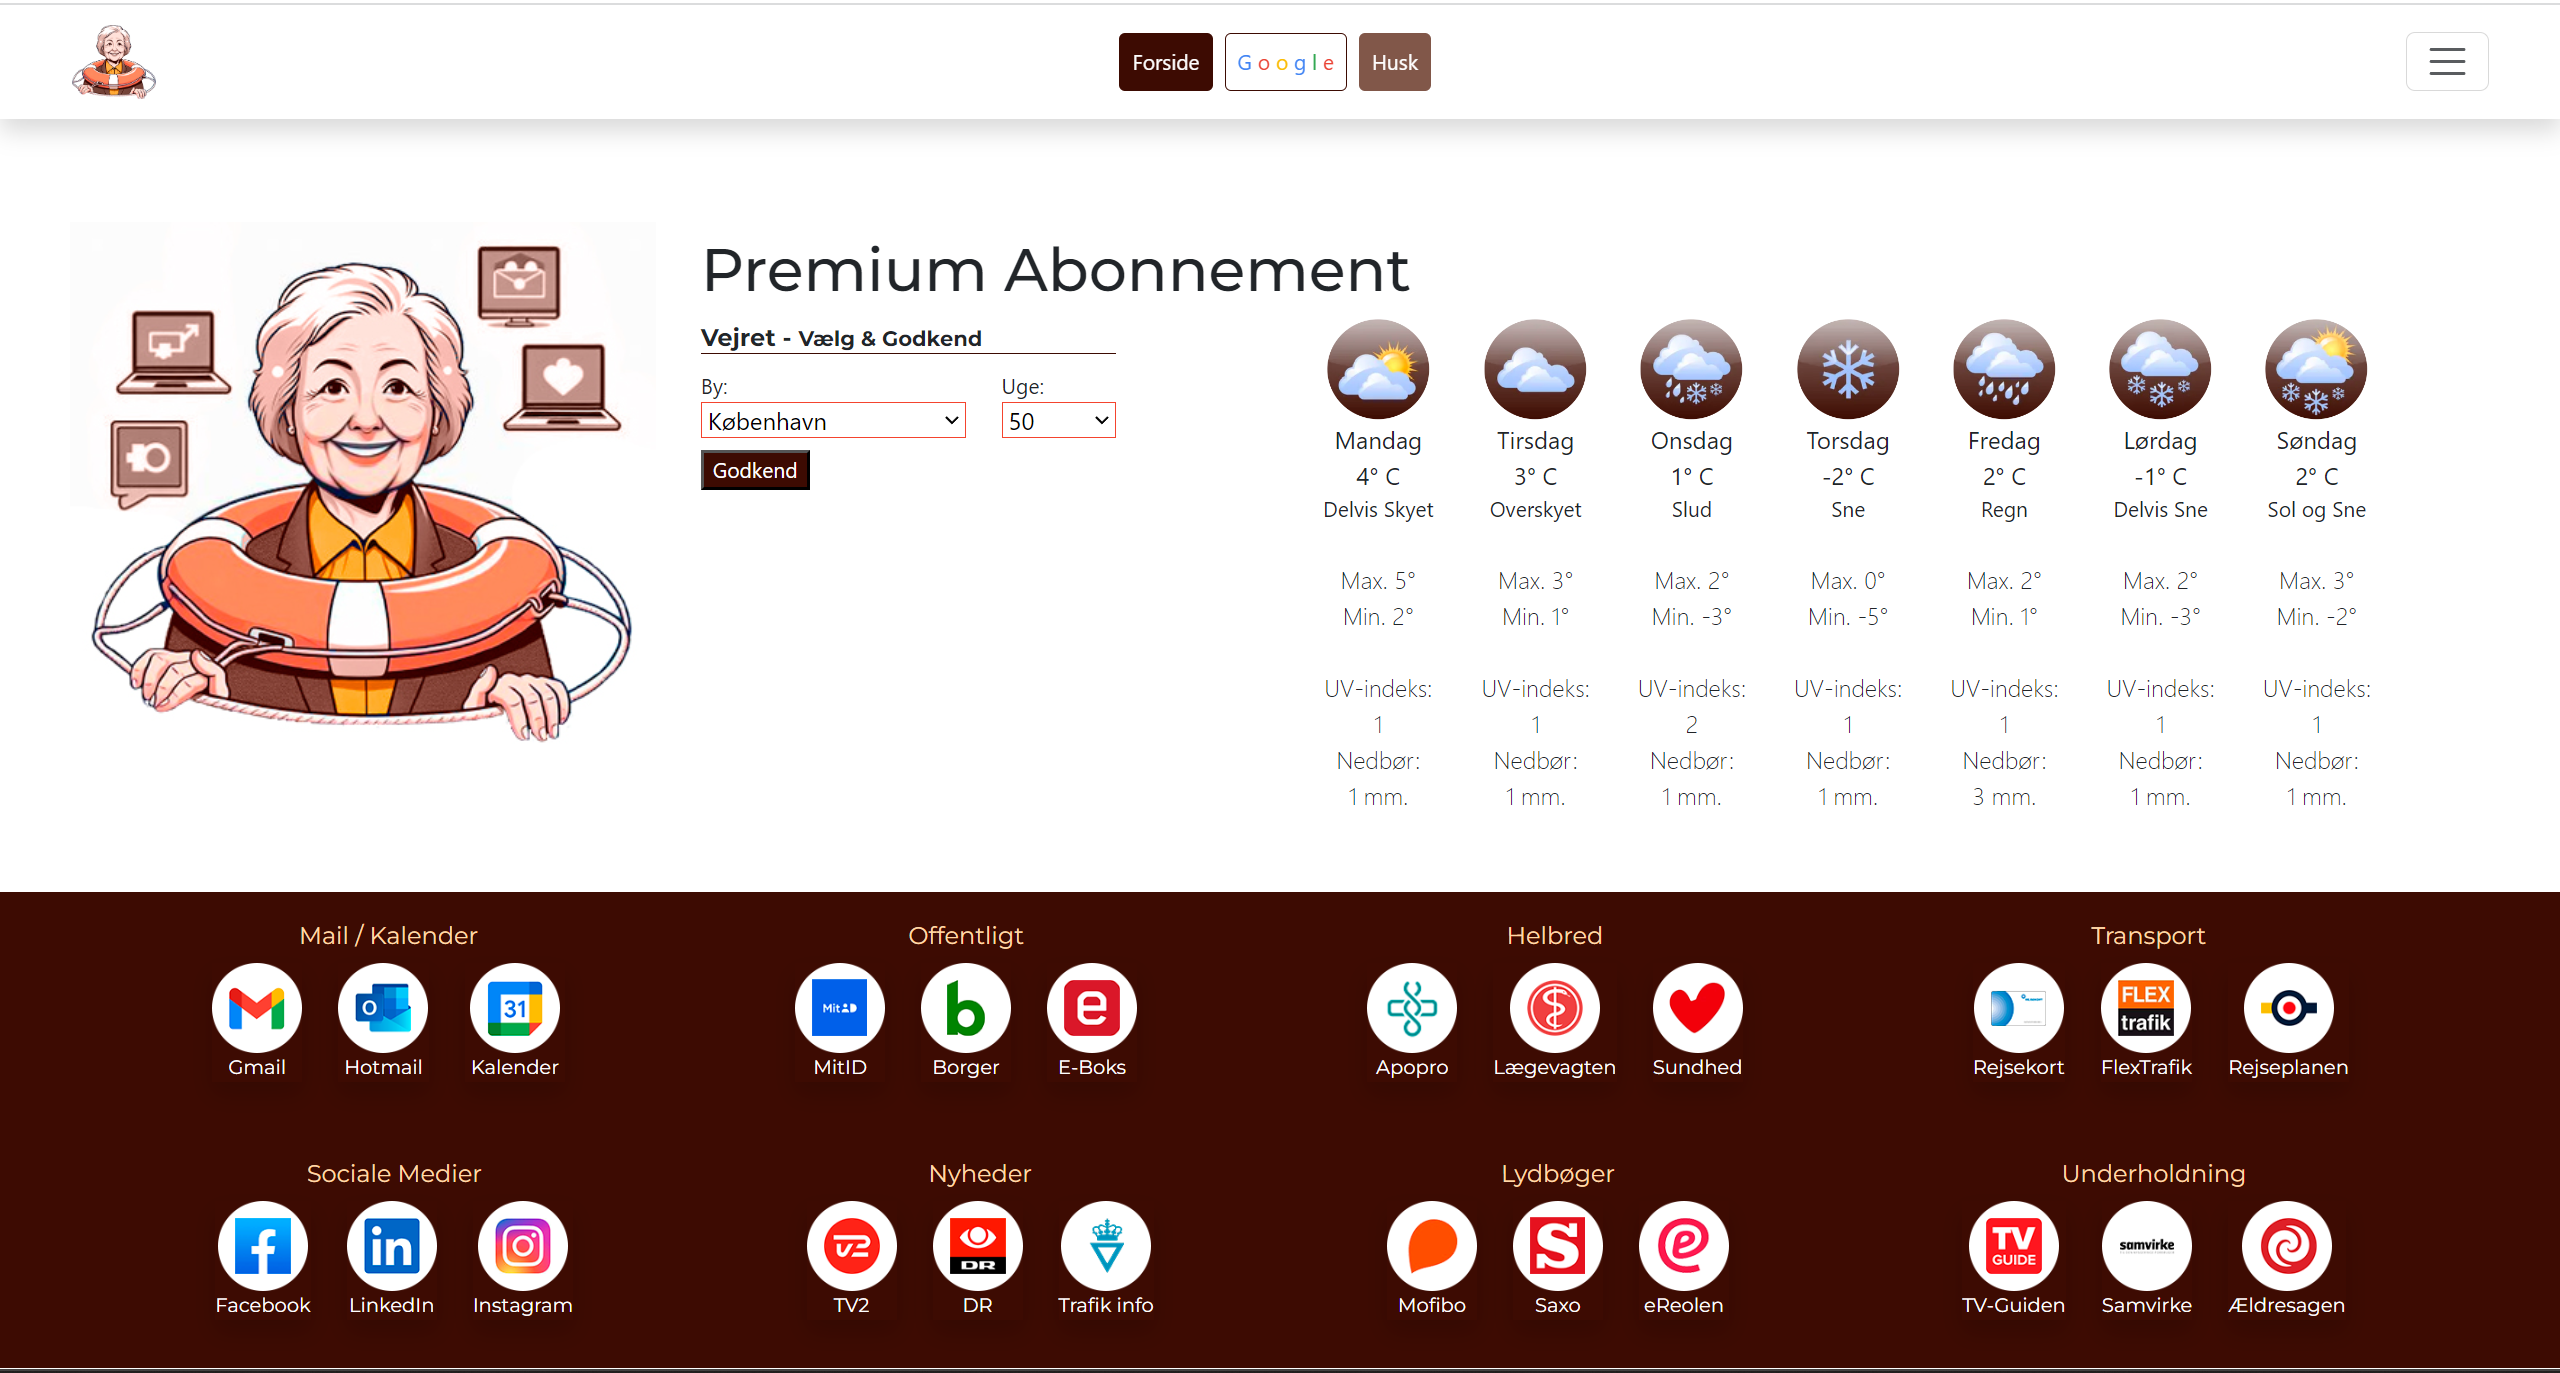 Forside Google Husk
Premium Abonnement
Vejret - Vælg & Godkend
By: Uge:
København 50
Godkend
Mandag Tirsdag Onsdag Torsdag Fredag Lørdag Søndag
4° C 3° C 1° C -2° C 2° C -1° C 2° C
Delvis Skyet Overskyet Slud Sne Regn Delvis Sne Sol og Sne
Max. 5° Max. 3° Max. 2° Max. 0° Max. 2° Max. 2° Max. 3°
Min. 2° Min. 1° Min. -3° Min. -5° Min. 1° Min. -3° Min. -2°
UV-indeks: UV-indeks: UV-indeks: UV-indeks: UV-indeks: UV-indeks: UV-indeks:
1 1 2 1 1 1 1
Nedbør: Nedbør: Nedbør: Nedbør: Nedbør: Nedbør: Nedbør:
1 mm. 1 mm. 1 mm. 1 mm. 3 mm. 1 mm. 1 mm.
Mail / Kalender Offentligt Helbred Transport
O 31 Mit ID b e FLEX trafik
Gmail Hotmail Kalender MitID Borger E-Boks Apopro Lægevagten Sundhed Rejsekort FlexTrafik Rejseplanen
Sociale Medier Nyheder Lydbøger Underholdning
f in 2 DR S e TV GUIDE samvirke
Facebook LinkedIn Instagram TV2 DR Trafik info Mofibo Saxo eReolen TV-Guiden Samvirke Ældresagen